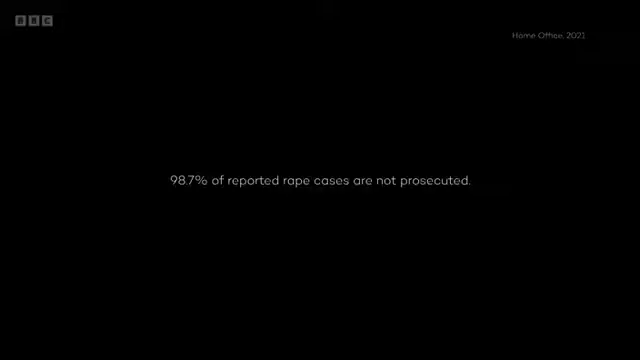 BBC
Home Office, 2021
98.7% of reported rape cases are not prosecuted.